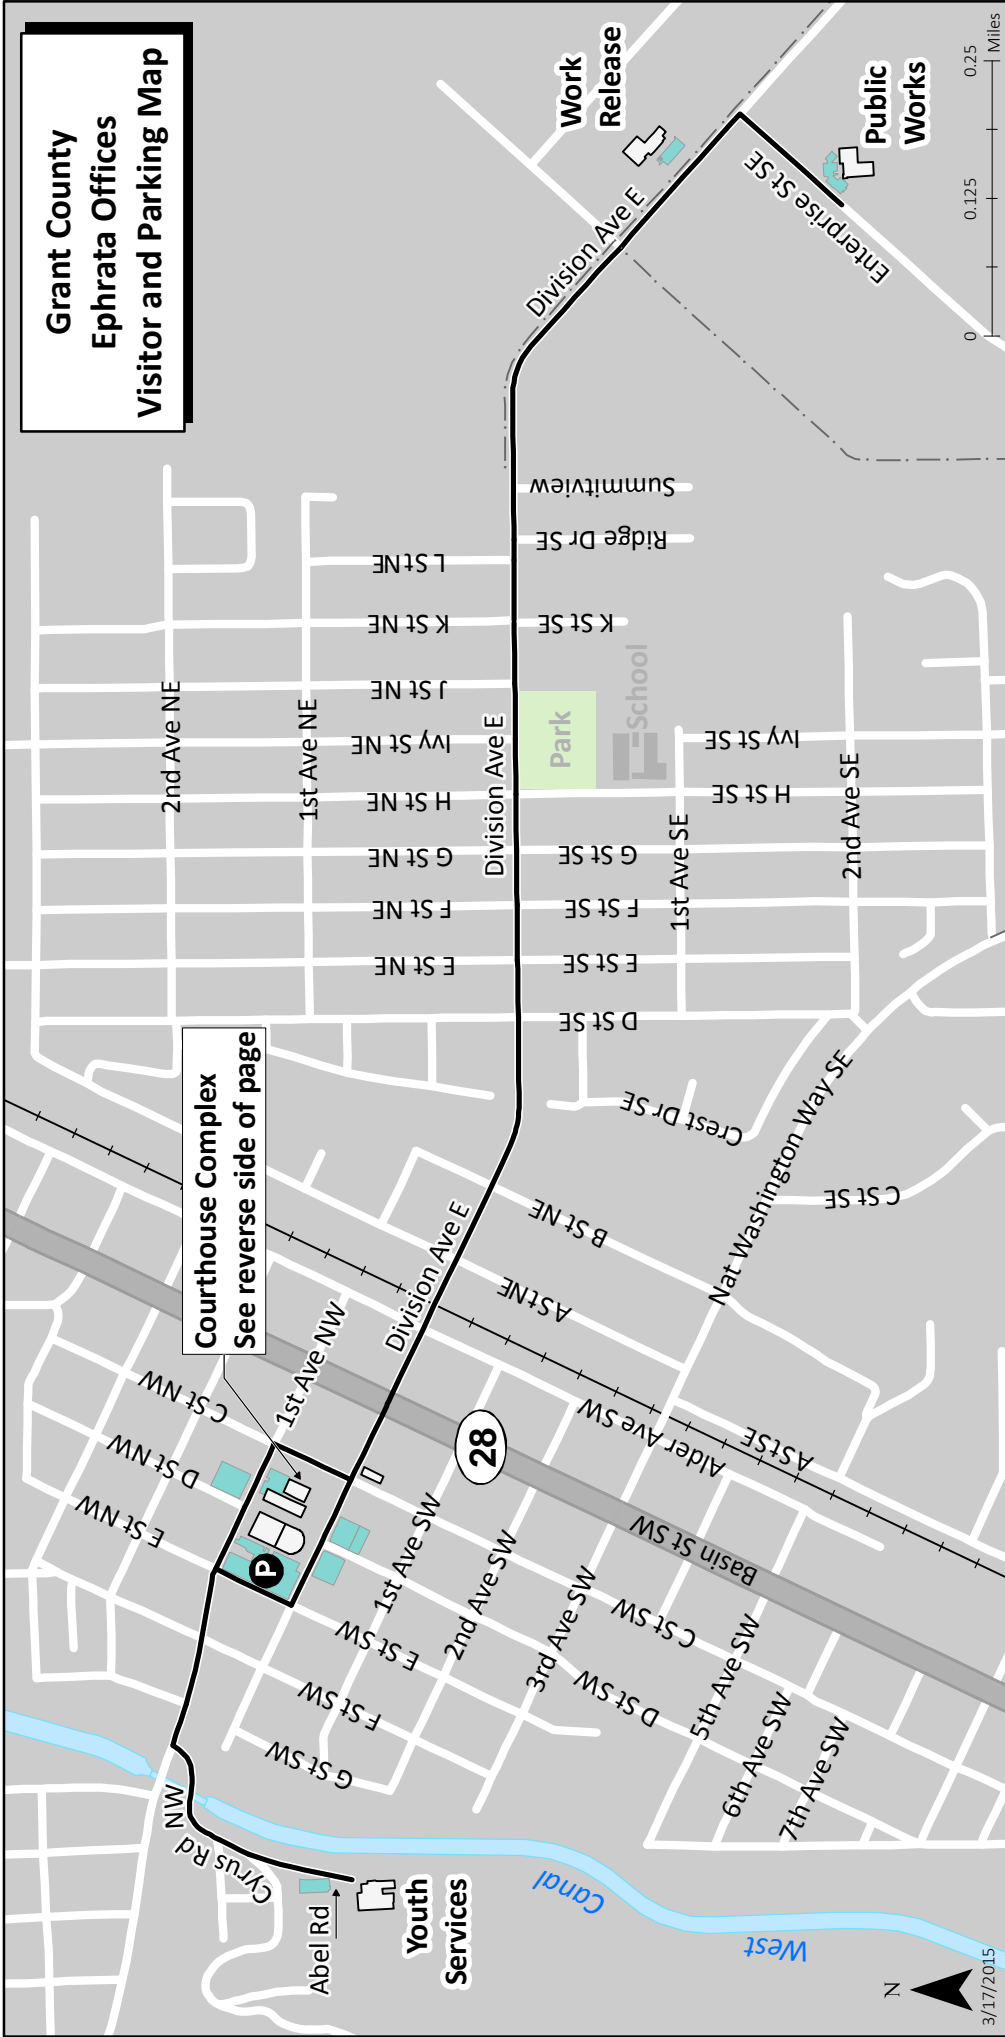 Grant County
Ephrata Offices
Visitor and Parking Map
Work
Release
Public
Works
Division Ave E
Enterprise St SE
0
0.125
0.25
Miles
Summitview
Ridge Dr SE
L St NE
K St NE
K St SE
J St NE
Ivy St NE
Ivy St SE
H St NE
H St SE
G St NE
G St SE
F St NE
F St SE
E St NE
E St SE
D St SE
2nd Ave NE
1st Ave NE
Division Ave E
Park
School
1st Ave SE
2nd Ave SE
Crest Dr SE
C St SE
Nat Washington Way SE
B St NE
A St NE
A St SE
Courthouse Complex
See reverse side of page
Division Ave E
1st Ave NW
C St NW
D St NW
E St NW
P
28
Alder Ave SW
Basin St SW
1st Ave SW
2nd Ave SW
3rd Ave SW
5th Ave SW
6th Ave SW
7th Ave SW
C St SW
D St SW
E St SW
F St SW
G St SW
NW
Cyrus Rd
Abel Rd
Youth
Services
West
Canal
N
3/17/2015